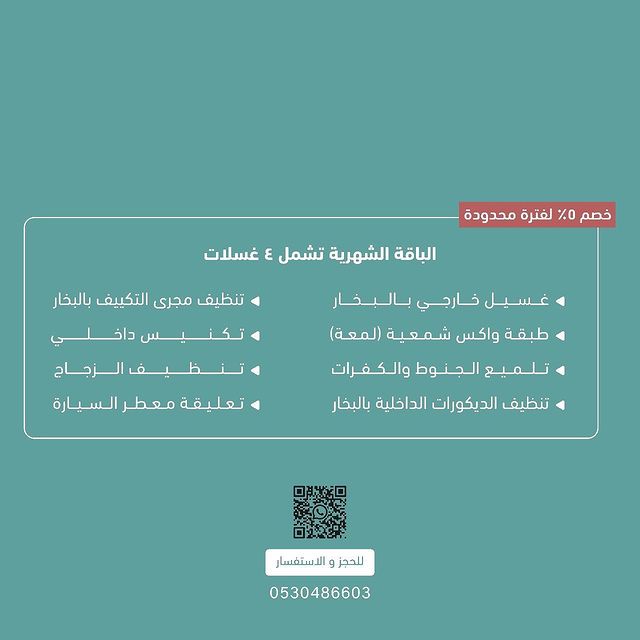 خصم ٥٪ لفترة محدودة
الباقة الشهرية تشمل ٤ غسلات
غسيل خارجي بالبخار
طبقة واكس شمعية (لمعة)
تلميع الجنوط والكفرات
تنظيف الديكورات الداخلية بالبخار
تنظيف مجرى التكييف بالبخار
تكنيس داخلي
تنظيف الزجاج
تعليقة معطر السيارة
للحجز و الاستفسار
0530486603